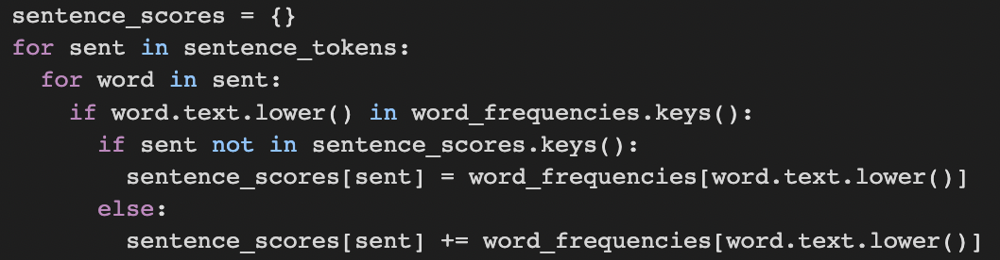 sentence_scores = {}
for sent in sentence_tokens:
  for word in sent:
    if word.text.lower() in word_frequencies.keys():
      if sent not in sentence_scores.keys():
        sentence_scores[sent] = word_frequencies[word.text.lower()]
      else:
        sentence_scores[sent] += word_frequencies[word.text.lower()]